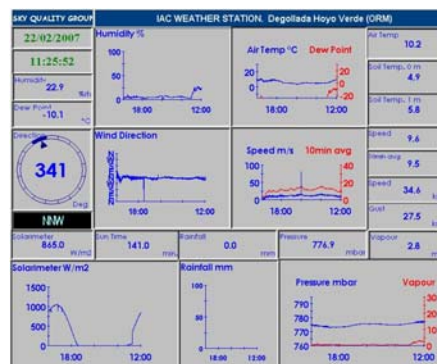 SKY QUALITY GROUP
IAC WEATHER STATION. Degollada Hoyo Verde (ORM)
22/02/2007
11:25:52
Humidity
22.9
%rh
Dew Point
-10.1
°C
Humidity %
100
50
0
18:00 12:00
Air Temp °C Dew Point
50
0
20
0
-20
18:00 12:00
Air Temp
10.2
Soil Temp, 0 m
4.9
Soil Temp, 1 m
5.8
Direction
341
Deg
NNW
Wind Direction
18:00 12:00
Speed m/s 10min avg
100
50
0
40
20
0
18:00 12:00
Speed
9.6
10min avg
9.5
Speed
34.6
Gust
27.5
Solarimeter
865.0
W/m2
Sun Time
141.0
min.
Rainfall
0.0
mm
Pressure
776.9
mbar
Vapour
2.8
Solarimeter W/m2
1500
1000
500
0
18:00 12:00
Rainfall mm
100
50
0
18:00 12:00
Pressure mbar Vapour
790
780
770
760
30
20
10
0
18:00 12:00